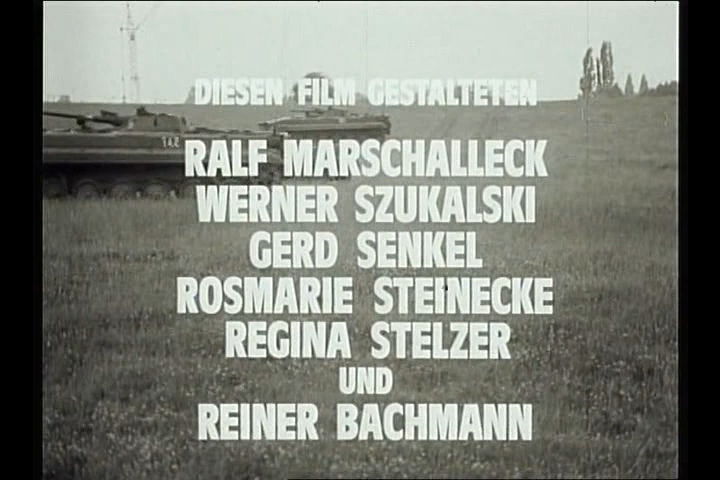 DIESEN FILM GESTALTETEN
RALF MARSCHALLECK
WERNER SZUKALSKI
GERD SENKEL
ROSMARIE STEINECKE
REGINA STELZER
UND
REINER BACHMANN